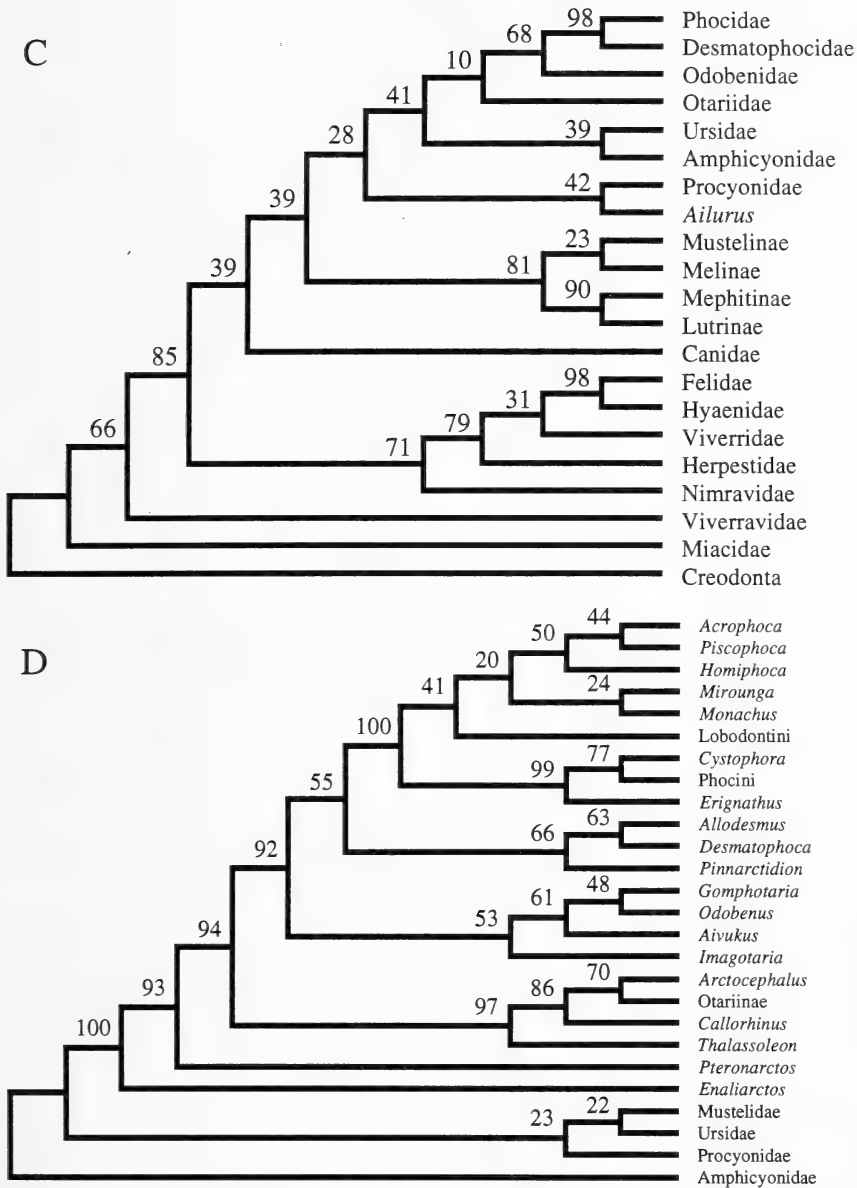 C
98
Phocidae
68
Desmatophocidae
10
Odobenidae
41
Otariidae
28
39
Ursidae
Amphicyonidae
39
42
Procyonidae
Ailurus
39
81
23
Mustelinae
Melinae
90
Mephitinae
Lutrinae
85
Canidae
98
Felidae
31
Hyaenidae
66
71
79
Viverridae
Herpestidae
Nimravidae
Viverravidae
Miacidae
Creodonta
D
44
Acrophoca
50
Piscophoca
20
Homiphoca
41
24
Mirounga
Monachus
100
Lobodontini
77
Cystophora
55
99
Phocini
Erignathus
63
Allodesmus
66
Desmatophoca
92
Pinnarctidion
48
Gomphotaria
61
Odobenus
53
Aivukus
94
Imagotaria
70
Arctocephalus
86
Otariinae
93
97
Callorhinus
100
Thalassoleon
Pteronarctos
Enaliarctos
22
Mustelidae
23
Ursidae
Procyonidae
Amphicyonidae